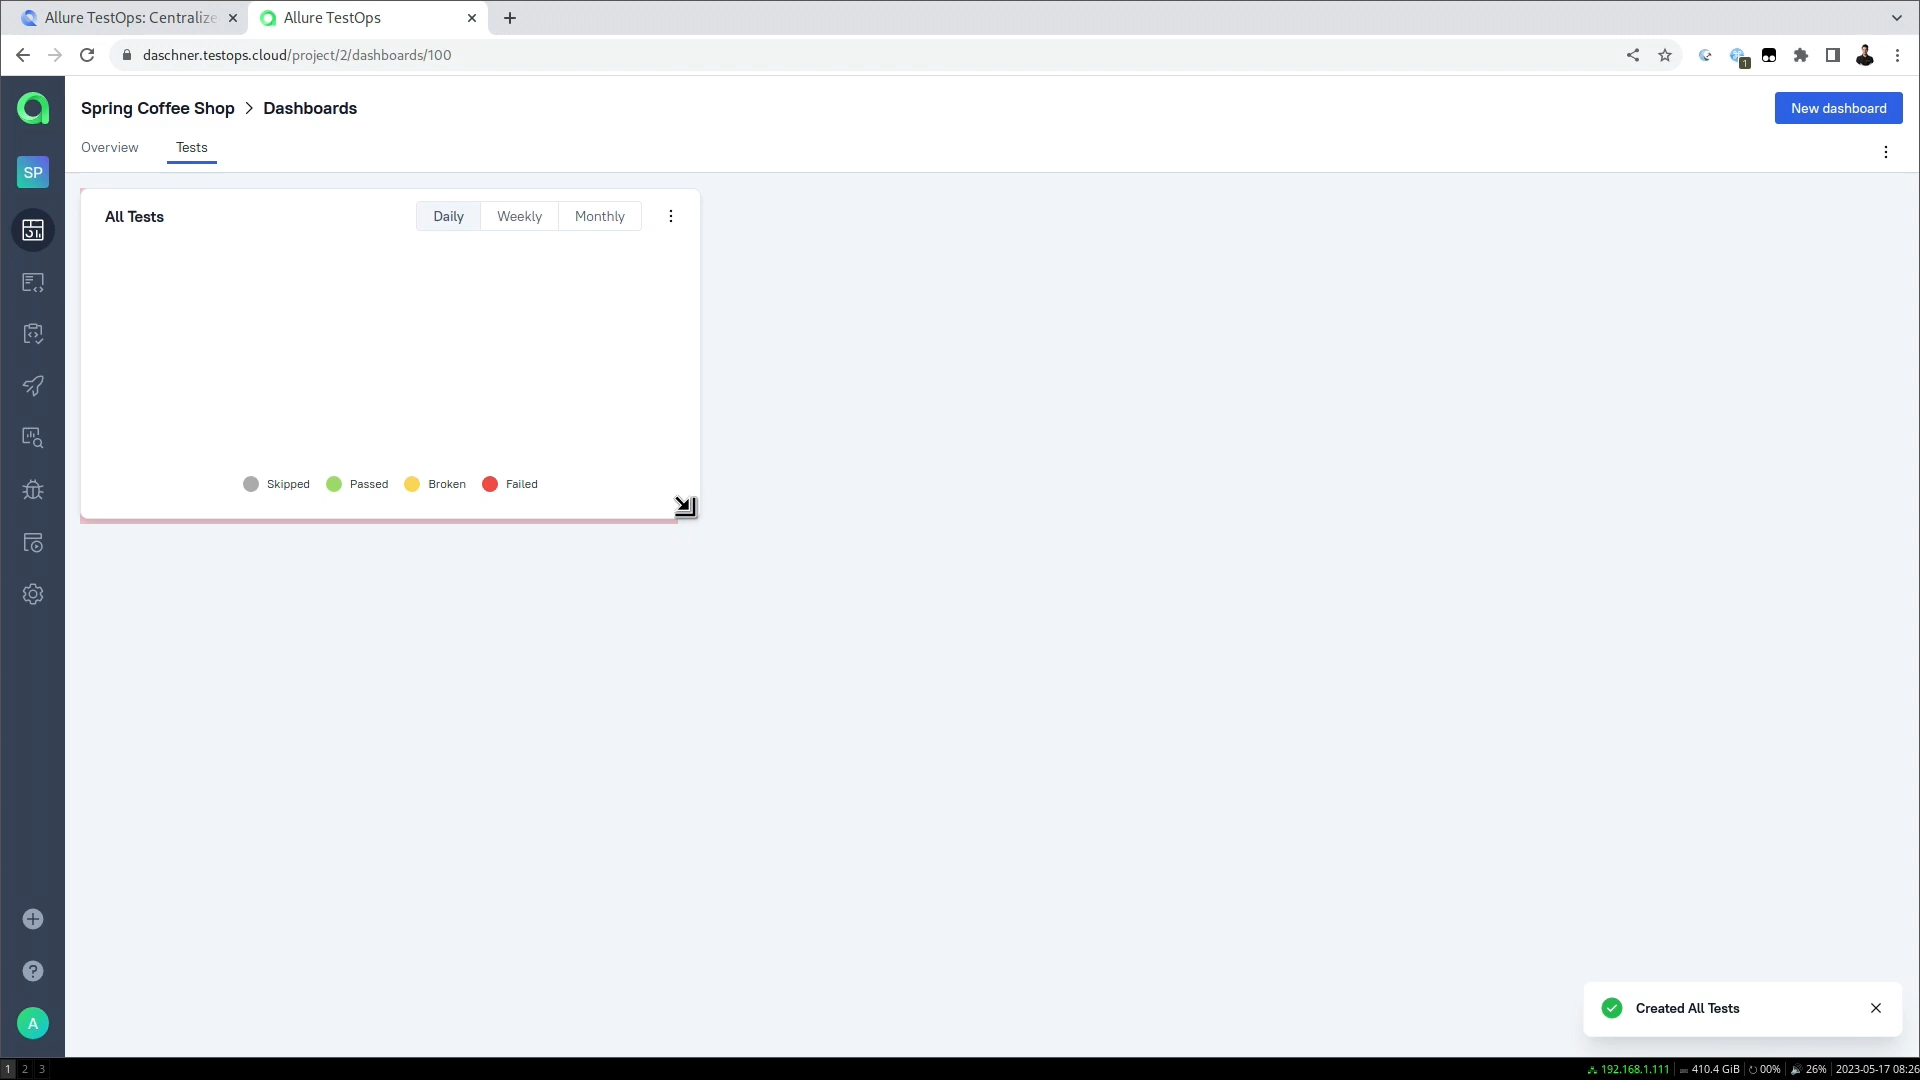 Allure TestOps: Centralize
Allure TestOps
daschner.testops.cloud/project/2/dashboards/100
1
Spring Coffee Shop > Dashboards
New dashboard
Overview
Tests
SP
All Tests
Daily
Weekly
Monthly
Skipped
Passed
Broken
Failed
A
Created All Tests
1 2 3
192.168.1.111
410.4 GiB
00%
26%
2023-05-17 08:26